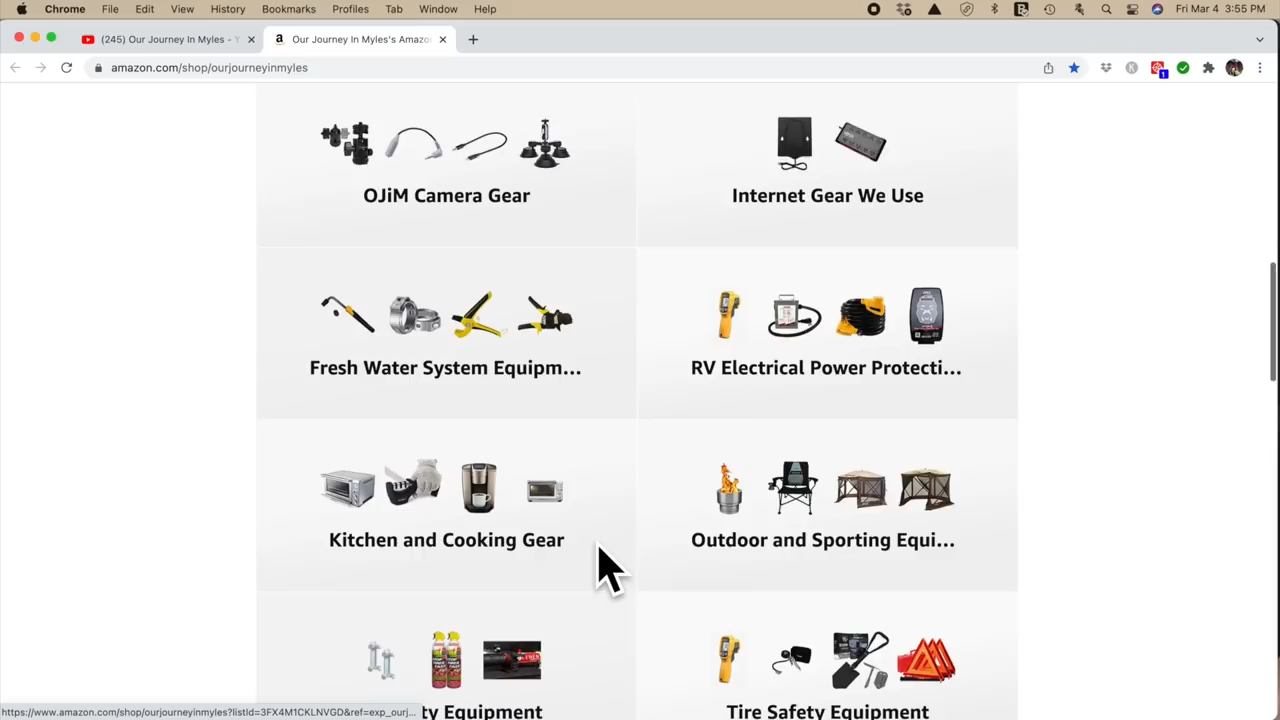 Chrome File Edit View History Bookmarks Profiles Tab Window Help Fri Mar 4 3:55 PM
(245) Our Journey In Myles - Y
Our Journey In Myles's Amazo
amazon.com/shop/ourjourneyinmyles
1
OJiM Camera Gear
Internet Gear We Use
Fresh Water System Equipm...
RV Electrical Power Protecti...
Kitchen and Cooking Gear
Outdoor and Sporting Equi...
ty Equipment
Tire Safety Equipment
https://www.amazon.com/shop/ourjourneyinmyles?listId=3FX4M1CKLNVGD&ref=exp_ourj...